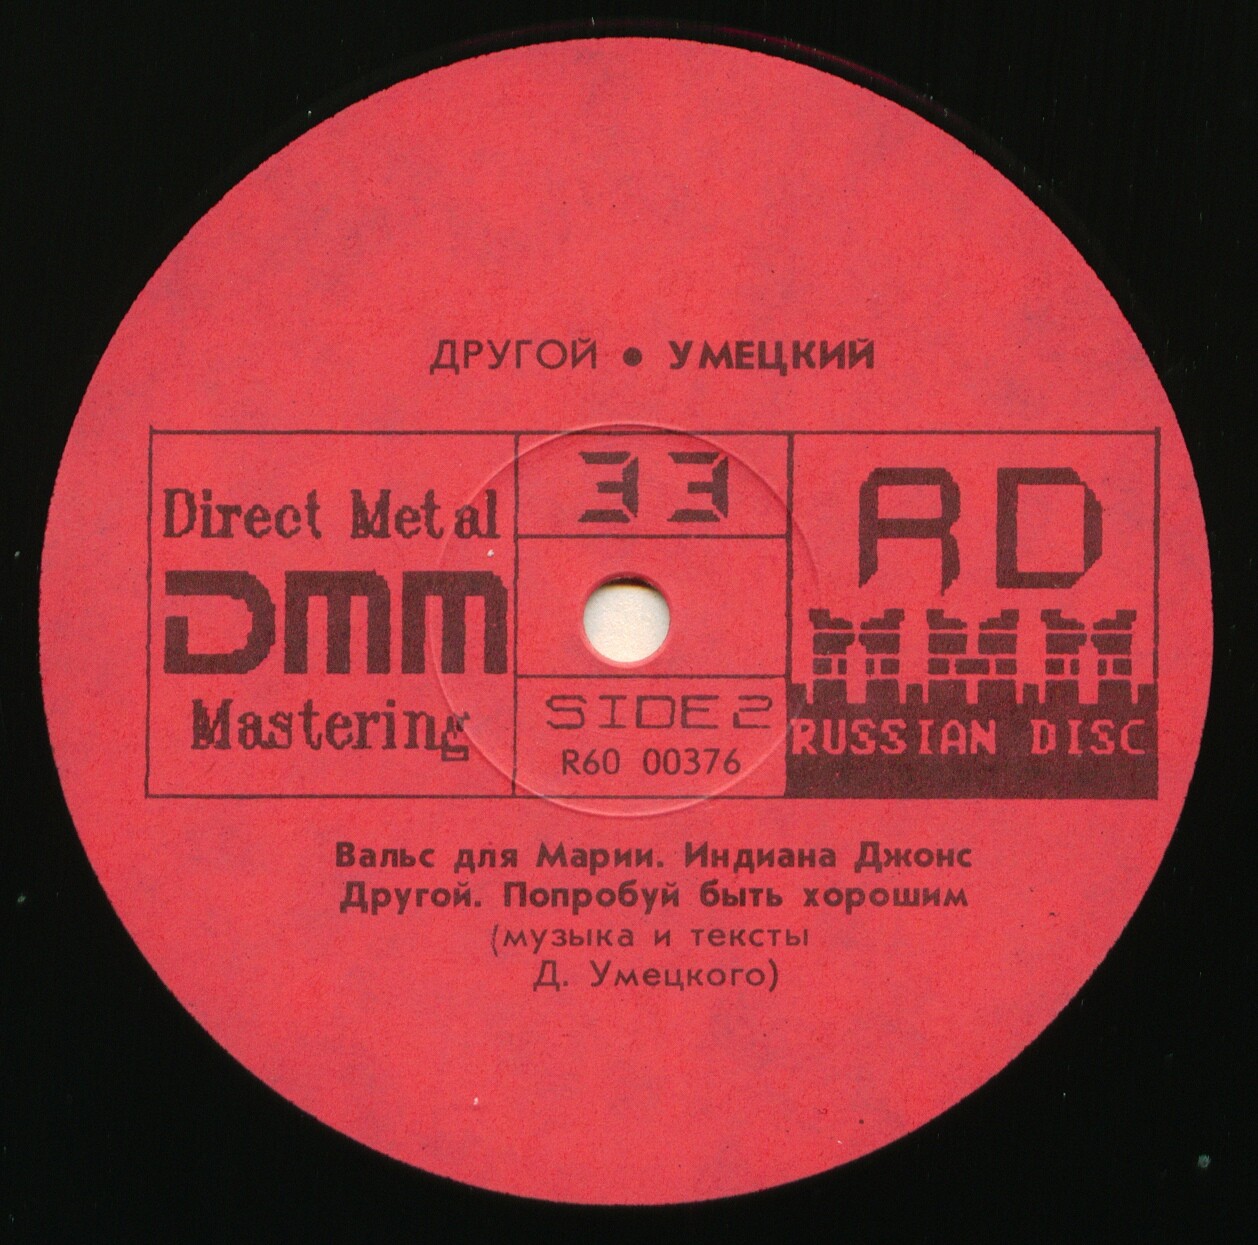 ДРУГОЙ • УМЕЦКИЙ
Direct Metal
DMM
Mastering
33
SIDE 2
R60 00376
RD
RUSSIAN DISC
Вальс для Марии. Индиана Джонс
Другой. Попробуй быть хорошим
(музыка и тексты
Д. Умецкого)